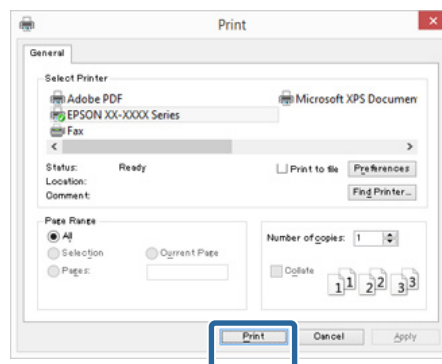 Print
General
Select Printer
Adobe PDF
Microsoft XPS Documen
EPSON XX-XXXX Series
Fax
Status: Ready
Print to file Preferences
Location:
Comment:
Find Printer...
Page Range
All
Number of copies: 1
Selection Current Page
Pages:
Collate
1 1 2 2 3 3
Print Cancel Apply